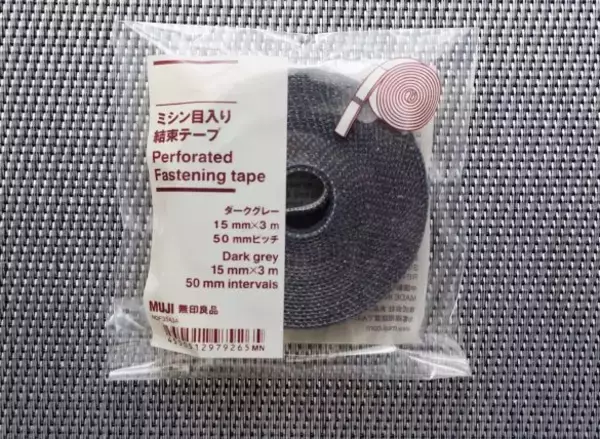 ミシン目入り
結束テープ
Perforated
Fastening tape
ダークグレー
15 mm×3 m
50 mmピッチ
Dark grey
15 mm×3 m
50 mm intervals
MUJI 無印良品
12979265 MN